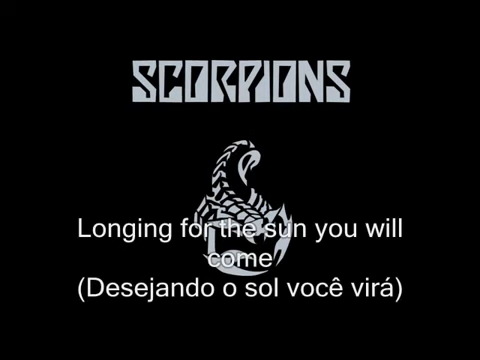 SCORPIONS
Longing for the sun you will
come
(Desejando o sol você virá)